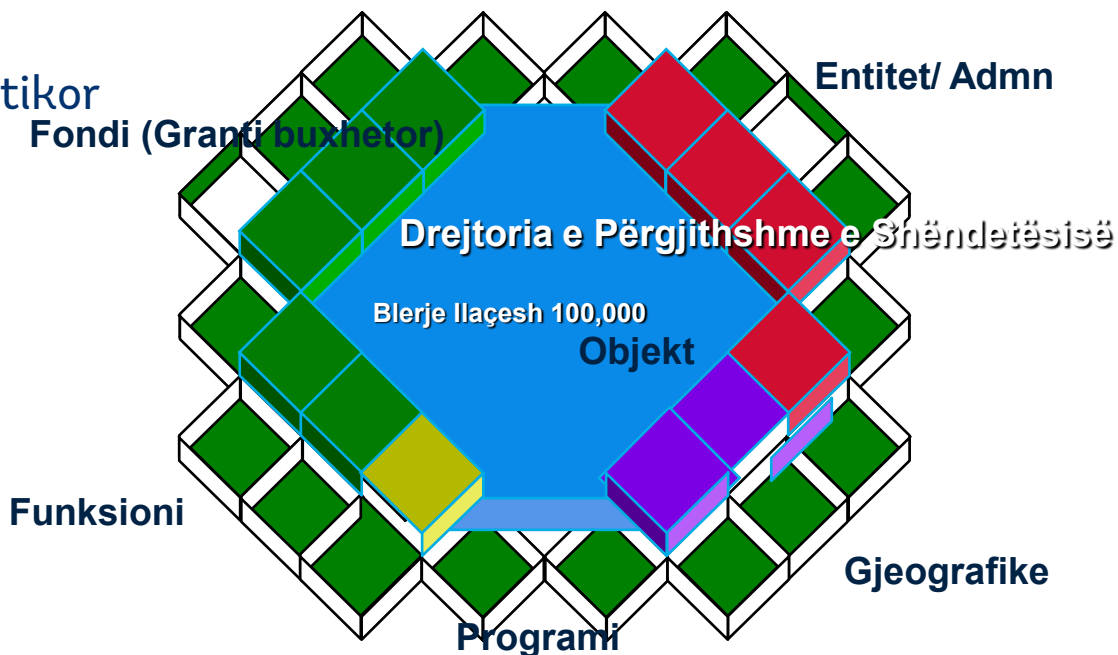 tikor
Entitet/ Admn
Fondi (Granti buxhetor)
Drejtoria e Përgjithshme e Shëndetësisë
Blerje Ilaçesh 100,000
Objekt
Funksioni
Gjeografike
Programi